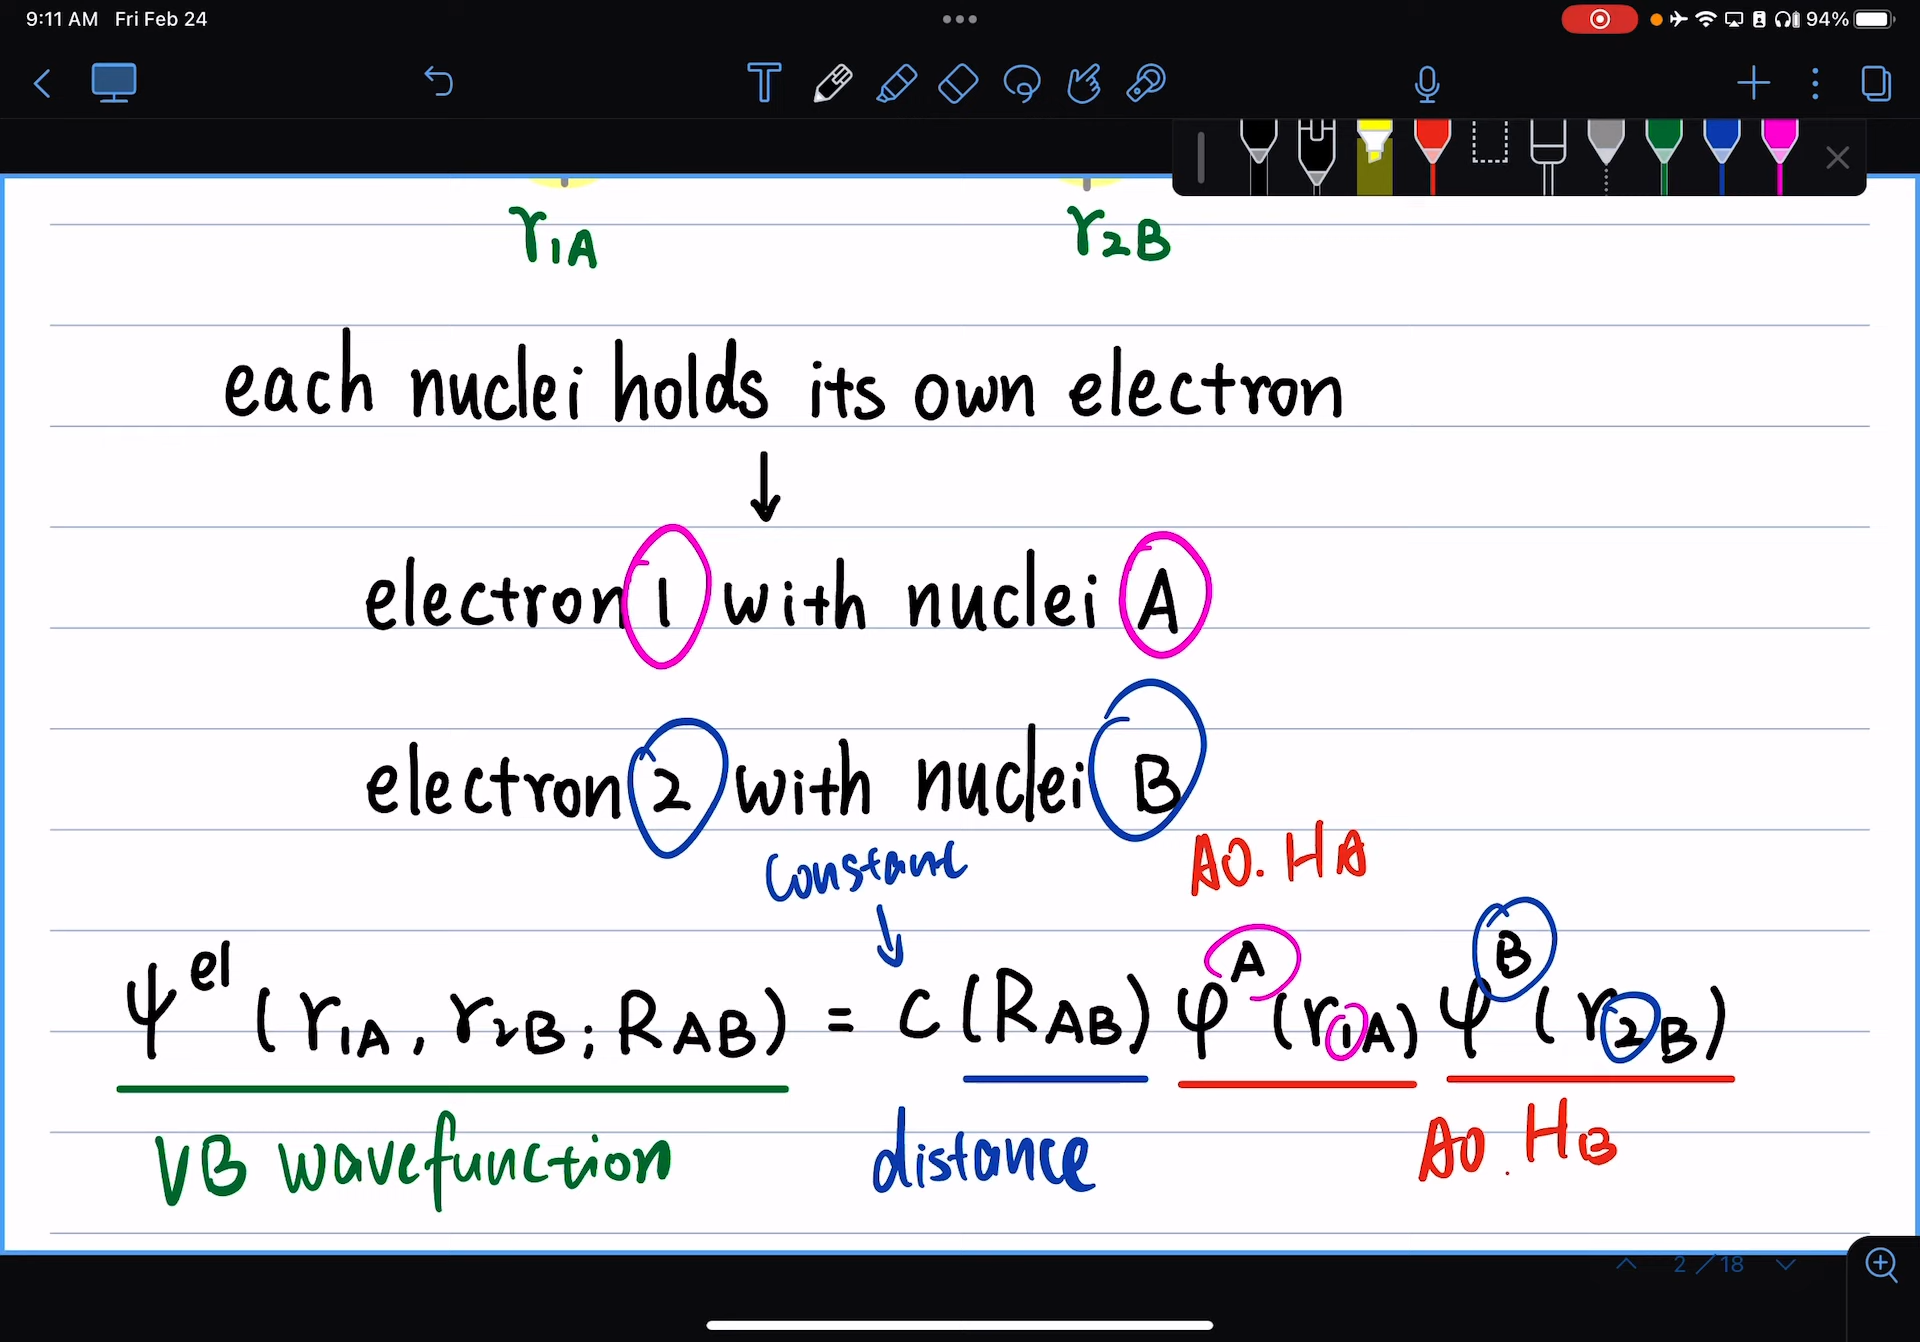 9:11 AM Fri Feb 24
94%
r1A r2B
each nuclei holds its own electron
↓
electron 1 with nuclei A
electron 2 with nuclei B
constant
AO. HA
ψ^el (r1A, r2B; RAB) = C (RAB) φ^A (r1A) φ^B (r2B)
VB wavefunction distance AO. HB
2 / 18